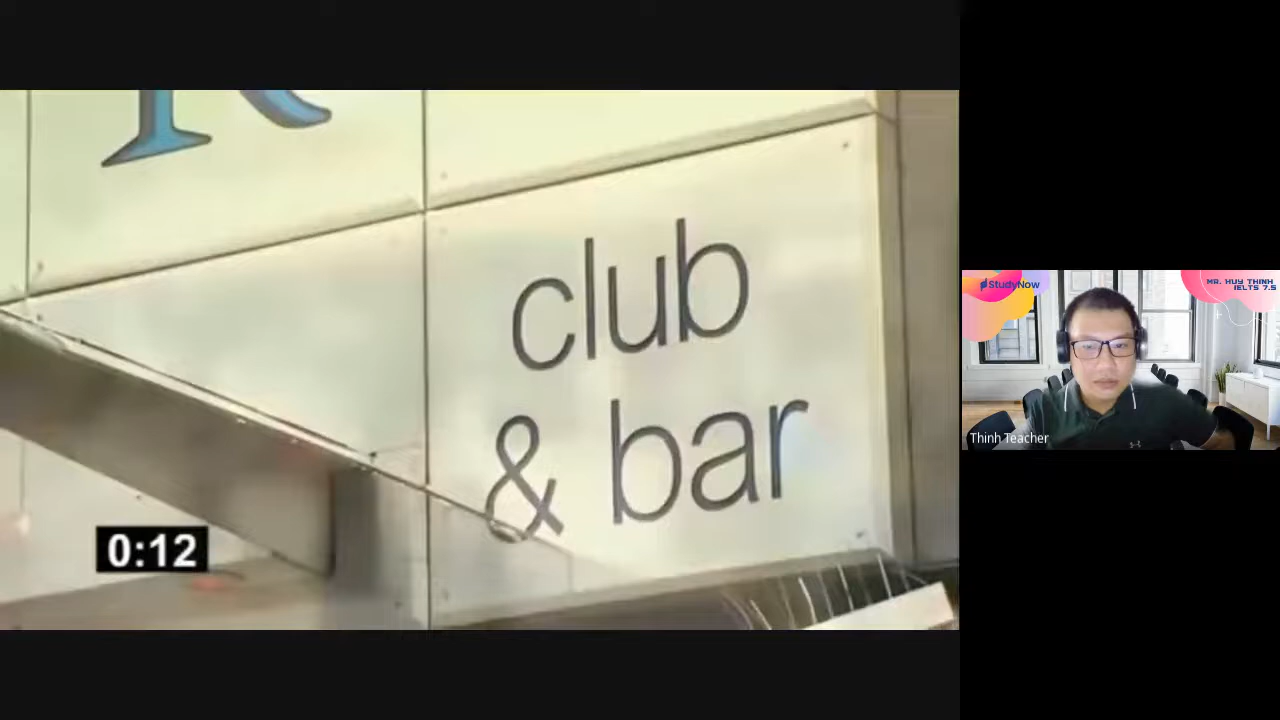 R
club
& bar
0:12
StudyNow
MR. HUY THINH
IELTS 7.5
Thinh Teacher